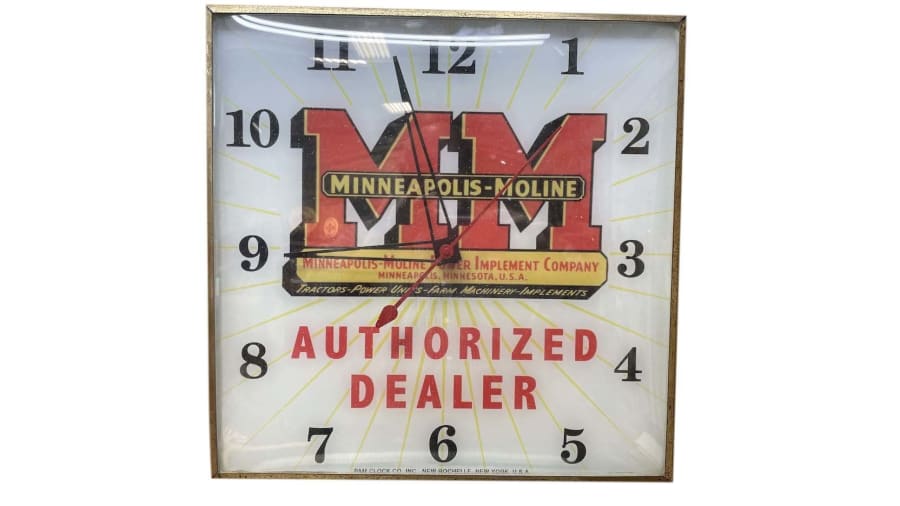 11 12 1
10 2
MM
MINNEAPOLIS-MOLINE
9 3
MINNEAPOLIS-MOLINE POWER IMPLEMENT COMPANY
MINNEAPOLIS, MINNESOTA, U.S.A.
TRACTORS-POWER UNITS-FARM MACHINERY-IMPLEMENTS
AUTHORIZED
8 4
DEALER
7 6 5
PAM CLOCK CO. INC. NEW ROCHELLE, NEW YORK, U.S.A.